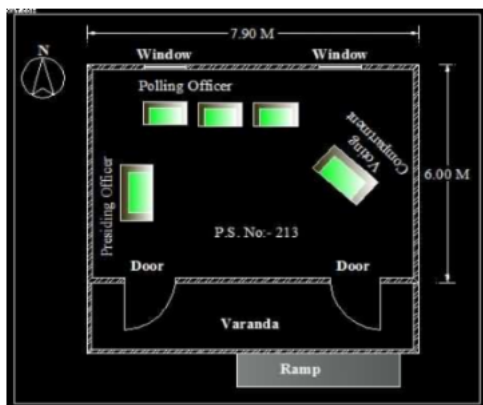 7.90 M
N
Window
Window
Polling Officer
Voting
Compartment
6.00 M
Presiding Officer
P.S. No:- 213
Door
Door
Varanda
Ramp